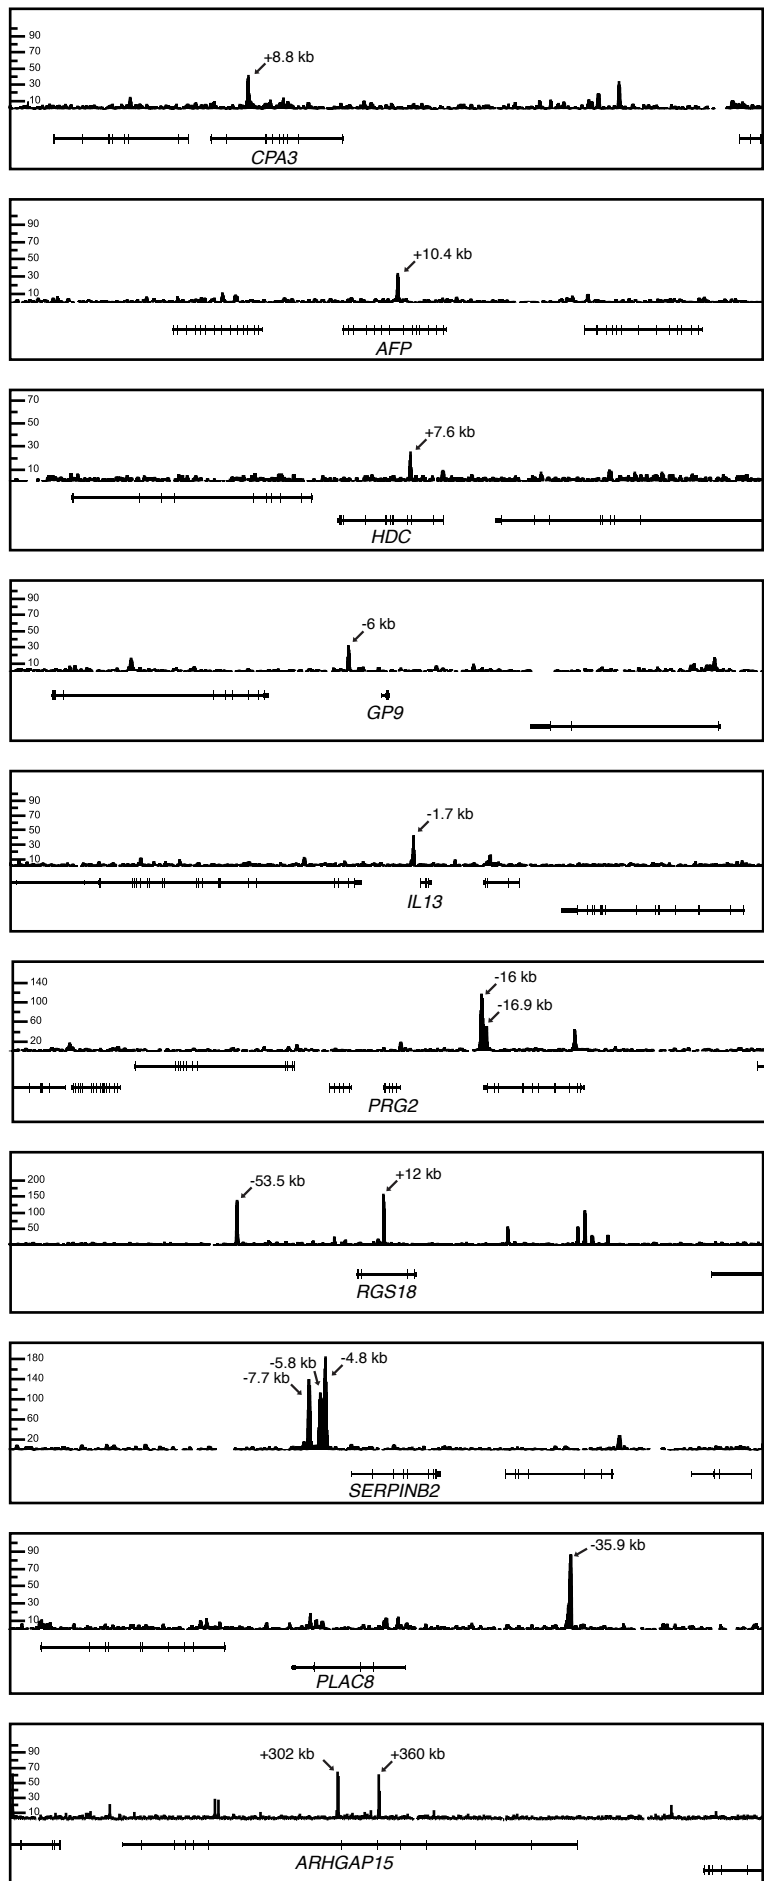 90
70
50
30
10
+8.8 kb
CPA3
90
70
50
30
10
+10.4 kb
AFP
70
50
30
10
+7.6 kb
HDC
90
70
50
30
10
-6 kb
GP9
90
70
50
30
10
-1.7 kb
IL13
140
100
60
20
-16 kb
-16.9 kb
PRG2
200
150
100
50
-53.5 kb
+12 kb
RGS18
180
140
100
60
20
-7.7 kb
-5.8 kb
-4.8 kb
SERPINB2
90
70
50
30
10
-35.9 kb
PLAC8
90
70
50
30
10
+302 kb
+360 kb
ARHGAP15